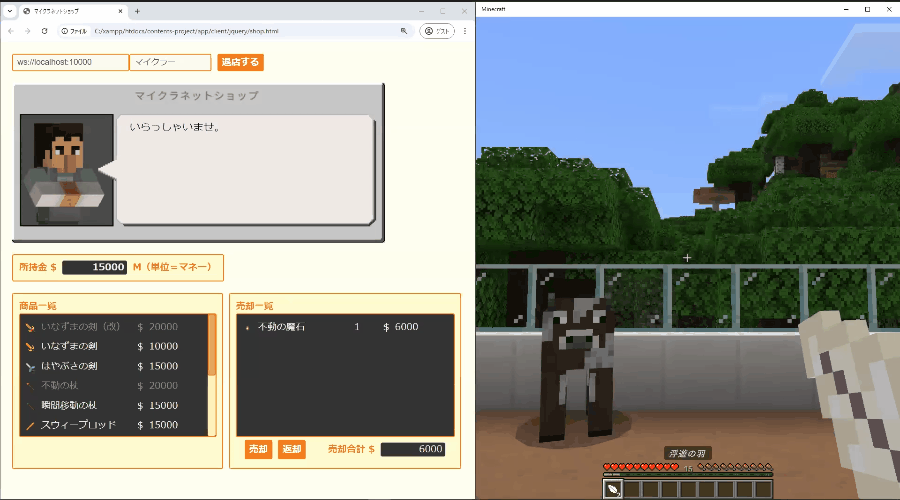 マイクラネットショップ
ファイル C:/xampp/htdocs/contents-project/app/client/jquery/shop.html
ゲスト
ws://localhost:10000 マイクラー 退店する
マイクラネットショップ
いらっしゃいませ。
所持金 $ 15000 M（単位＝マネー）
商品一覧
いなずまの剣（改） $ 20000
いなずまの剣 $ 10000
はやぶさの剣 $ 15000
不動の杖 $ 20000
瞬間移動の杖 $ 15000
スウィープロッド $ 15000
売却一覧
不動の魔石 1 $ 6000
売却 返却 売却合計 $ 6000
Minecraft
浮遊の羽
15
2